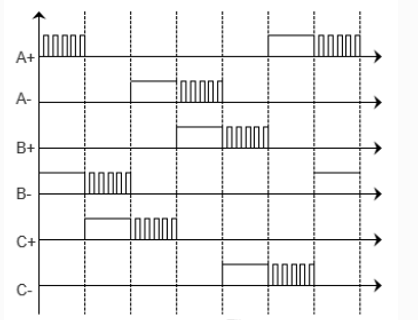 A+
A-
B+
B-
C+
C-